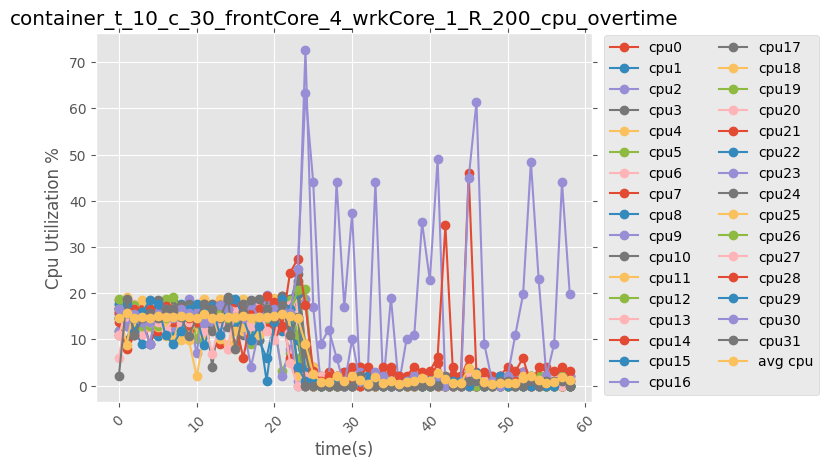 container_t_10_c_30_frontCore_4_wrkCore_1_R_200_cpu_overtime
Cpu Utilization %
70
60
50
40
30
20
10
0
0
10
20
30
40
50
60
time(s)
cpu0
cpu1
cpu2
cpu3
cpu4
cpu5
cpu6
cpu7
cpu8
cpu9
cpu10
cpu11
cpu12
cpu13
cpu14
cpu15
cpu16
cpu17
cpu18
cpu19
cpu20
cpu21
cpu22
cpu23
cpu24
cpu25
cpu26
cpu27
cpu28
cpu29
cpu30
cpu31
avg cpu